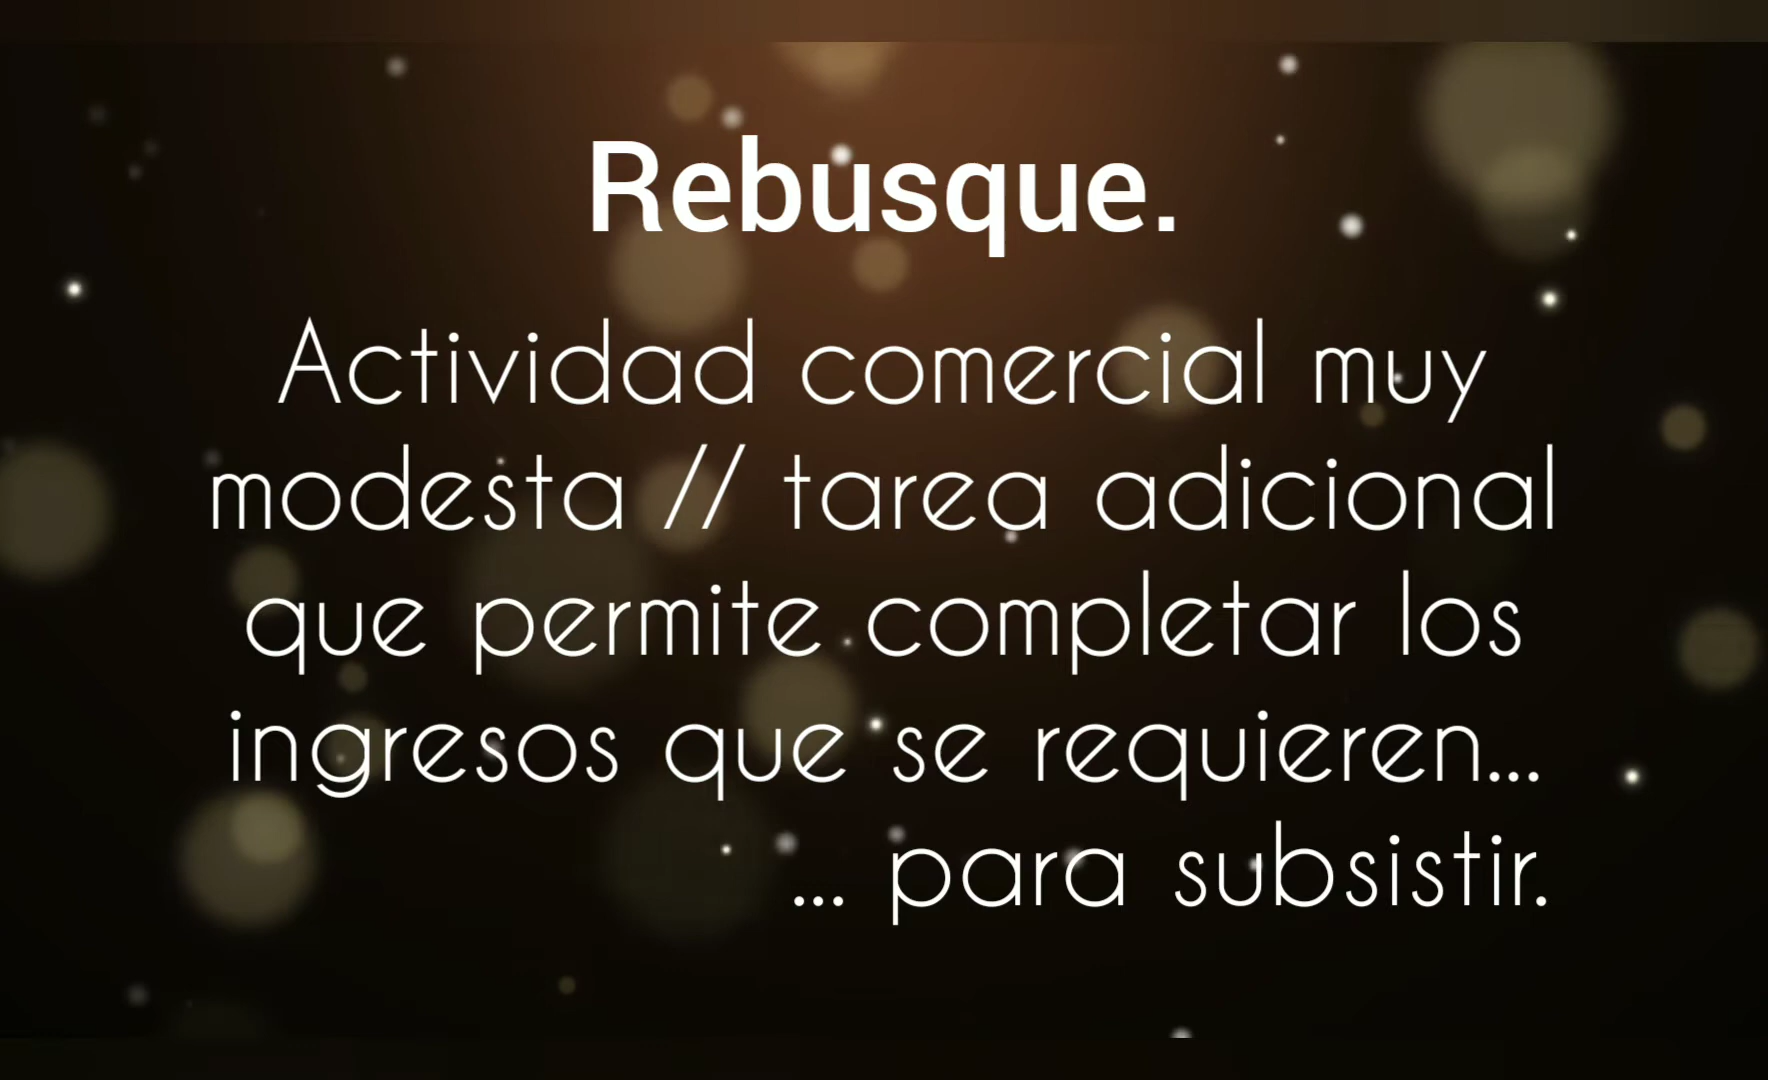 Rebusque.
Actividad comercial muy
modesta // tarea adicional
que permite completar los
ingresos que se requieren...
... para subsistir.